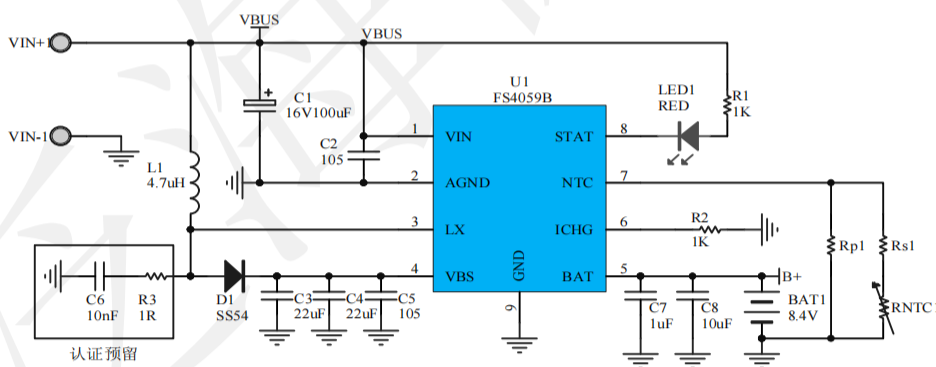 VBUS
VIN+1
VBUS
U1
FS4059B
LED1
RED
R1
1K
C1
16V100uF
VIN-1
C2
105
1
VIN
STAT
8
L1
4.7uH
2
AGND
NTC
7
3
LX
ICHG
6
R2
1K
Rp1
Rs1
4
VBS
GND
BAT
5
B+
C6
10nF
R3
1R
D1
SS54
C3
22uF
C4
22uF
C5
105
9
C7
1uF
C8
10uF
BAT1
8.4V
RNTC
认证预留